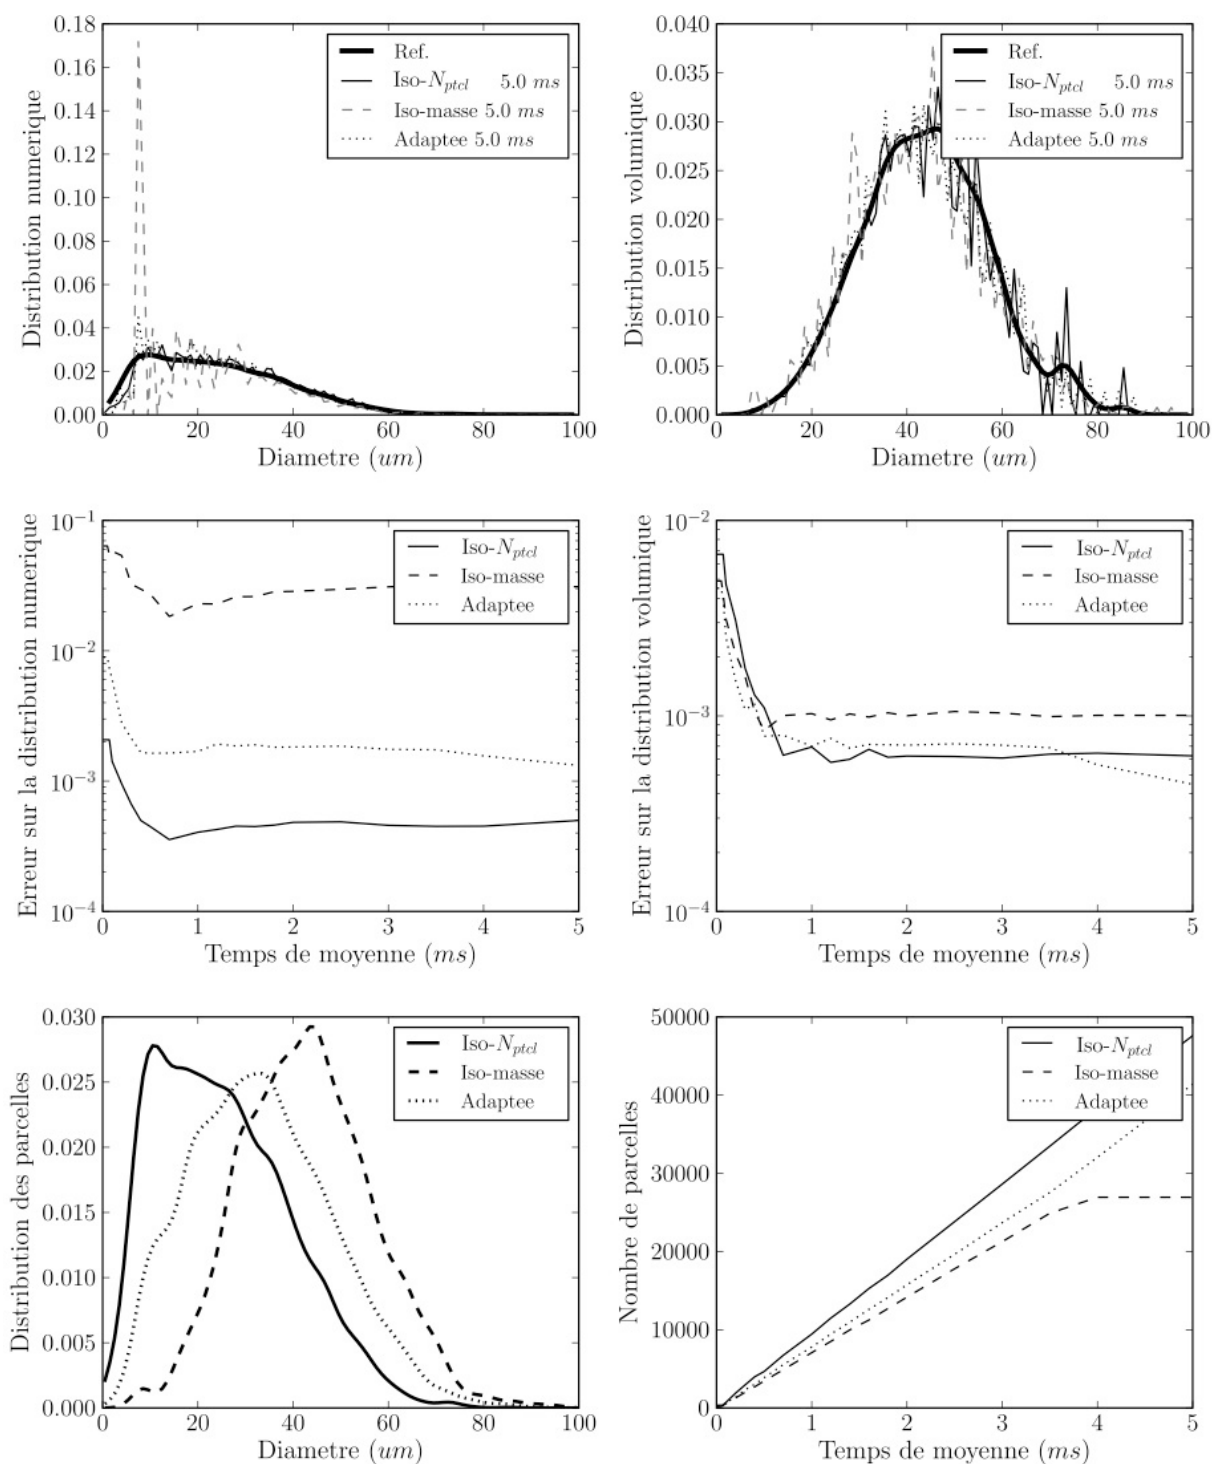 0.18
0.16
0.14
0.12
0.10
0.08
0.06
0.04
0.02
0.00
0
20
40
60
80
100
Distribution numerique
Diametre (um)
Ref.
Iso-N_ptcl 5.0 ms
Iso-masse 5.0 ms
Adaptee 5.0 ms
0.040
0.035
0.030
0.025
0.020
0.015
0.010
0.005
0.000
0
20
40
60
80
100
Distribution volumique
Diametre (um)
Ref.
Iso-N_ptcl 5.0 ms
Iso-masse 5.0 ms
Adaptee 5.0 ms
10^-1
10^-2
10^-3
10^-4
0
1
2
3
4
5
Erreur sur la distribution numerique
Temps de moyenne (ms)
Iso-N_ptcl
Iso-masse
Adaptee
10^-2
10^-3
10^-4
0
1
2
3
4
5
Erreur sur la distribution volumique
Temps de moyenne (ms)
Iso-N_ptcl
Iso-masse
Adaptee
0.030
0.025
0.020
0.015
0.010
0.005
0.000
0
20
40
60
80
100
Distribution des parcelles
Diametre (um)
Iso-N_ptcl
Iso-masse
Adaptee
50000
40000
30000
20000
10000
0
0
1
2
3
4
5
Nombre de parcelles
Temps de moyenne (ms)
Iso-N_ptcl
Iso-masse
Adaptee